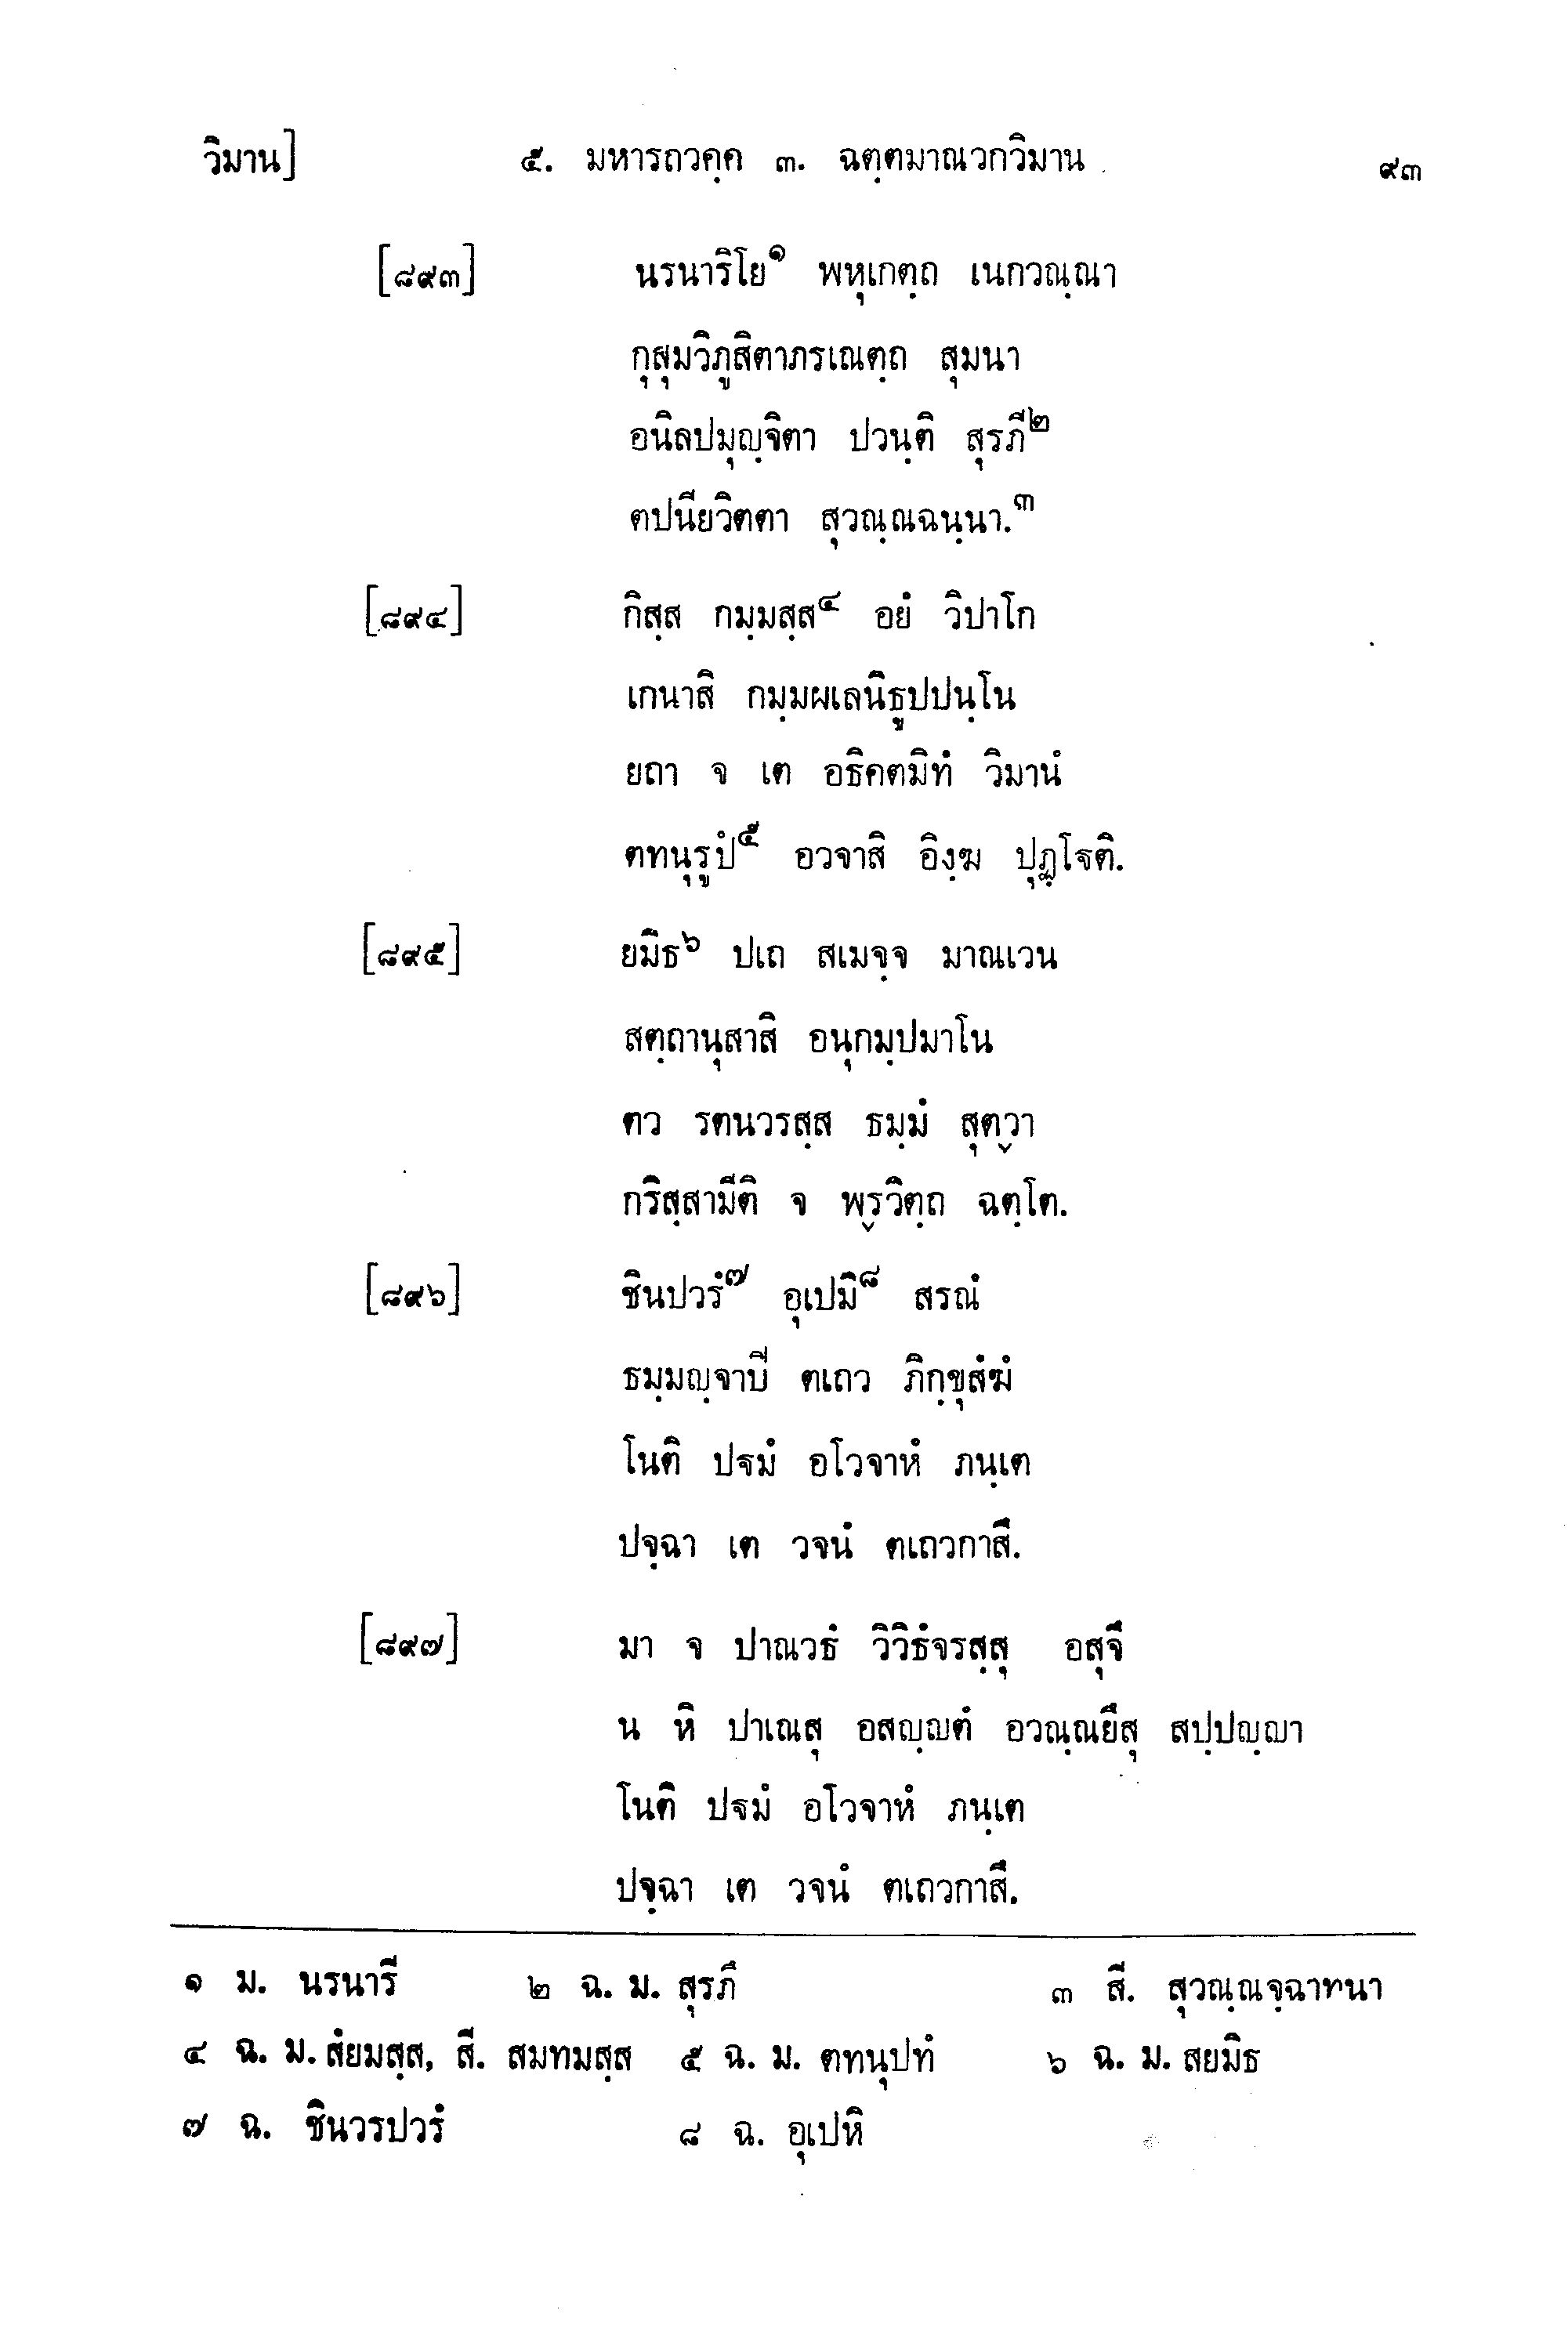 วิมาน] ๕. มหารถวคฺค ๓. ฉตฺตมาณวกวิมาน ๙๓
[๘๙๓] นรนาริโย๑ พหุเกตฺถ เนกวณฺณา
กุสุมวิภูสิตาภรเณตฺถ สุมนา
อนิลปมุญฺจิตา ปวนฺติ สุรภี๒
ตปนียวิตตา สุวณฺณฉนฺนา.๓
[๘๙๔] กิสฺส กมฺมสฺส๔ อยํ วิปาโก
เกนาสิ กมฺมผเลนิธูปปนฺโน
ยถา จ เต อธิคตมิทํ วิมานํ
ตทนุรูปํ๕ อวจาสิ อิงฺฆ ปุฏฺโฐติ.
[๘๙๕] ยมิธ๖ ปเถ สเมจฺจ มาณเวน
สตฺถานุสาสิ อนุกมฺปมาโน
ตว รตนวรสฺส ธมฺมํ สุตฺวา
กริสฺสามีติ จ พฺรูวิตฺถ ฉตฺโต.
[๘๙๖] ชินปวรํ๗ อุเปมิ๘ สรณํ
ธมฺมญฺจาปิ ตเถว ภิกฺขุสํฆํ
โนติ ปฐมํ อโวจาหํ ภนฺเต
ปจฺฉา เต วจนํ ตเถวกาสึ.
[๘๙๗] มา จ ปาณวธํ วิวิธํจรสฺสุ อสุจึ
น หิ ปาเณสุ อสญฺญตํ อวณฺณยึสุ สปฺปญฺญา
โนติ ปฐมํ อโวจาหํ ภนฺเต
ปจฺฉา เต วจนํ ตเถวกาสึ.
๑ ม. นรนารี ๒ ฉ. ม. สุรภึ ๓ สี. สุวณฺณจฺฉาทนา
๔ ฉ. ม. สํยมสฺส, สี. สมทมสฺส ๕ ฉ. ม. ตทนุปทํ ๖ ฉ. ม. สยมิธ
๗ ฉ. ชินวรปวรํ ๘ ฉ. อุเปหิ